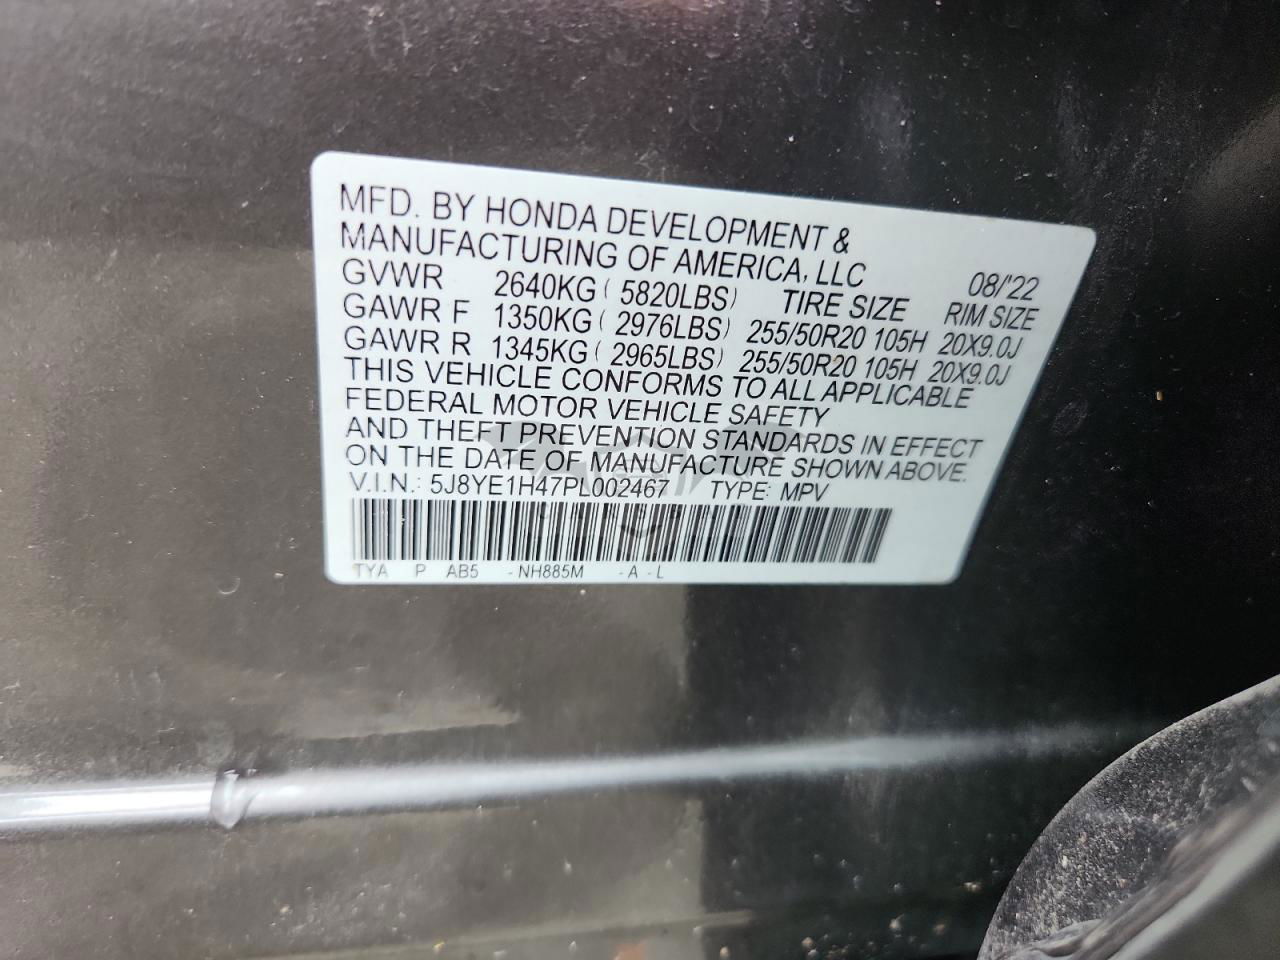 MFD. BY HONDA DEVELOPMENT &
MANUFACTURING OF AMERICA, LLC 08/'22
GVWR 2640KG ( 5820LBS) TIRE SIZE RIM SIZE
GAWR F 1350KG ( 2976LBS) 255/50R20 105H 20X9.0J
GAWR R 1345KG ( 2965LBS) 255/50R20 105H 20X9.0J
THIS VEHICLE CONFORMS TO ALL APPLICABLE
FEDERAL MOTOR VEHICLE SAFETY
AND THEFT PREVENTION STANDARDS IN EFFECT
ON THE DATE OF MANUFACTURE SHOWN ABOVE.
V.I.N.: 5J8YE1H47PL002467 TYPE: MPV
TYA P AB5 - NH885M - A - L